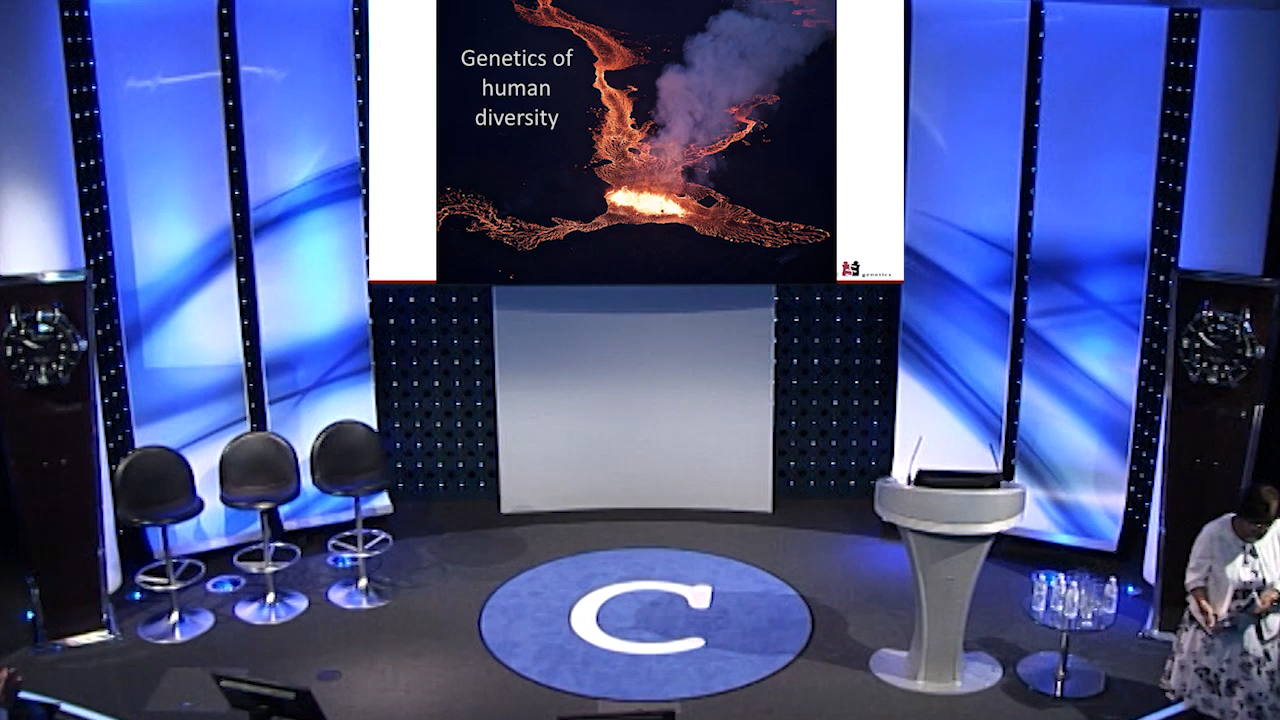 Genetics of
human
diversity
genetics
C